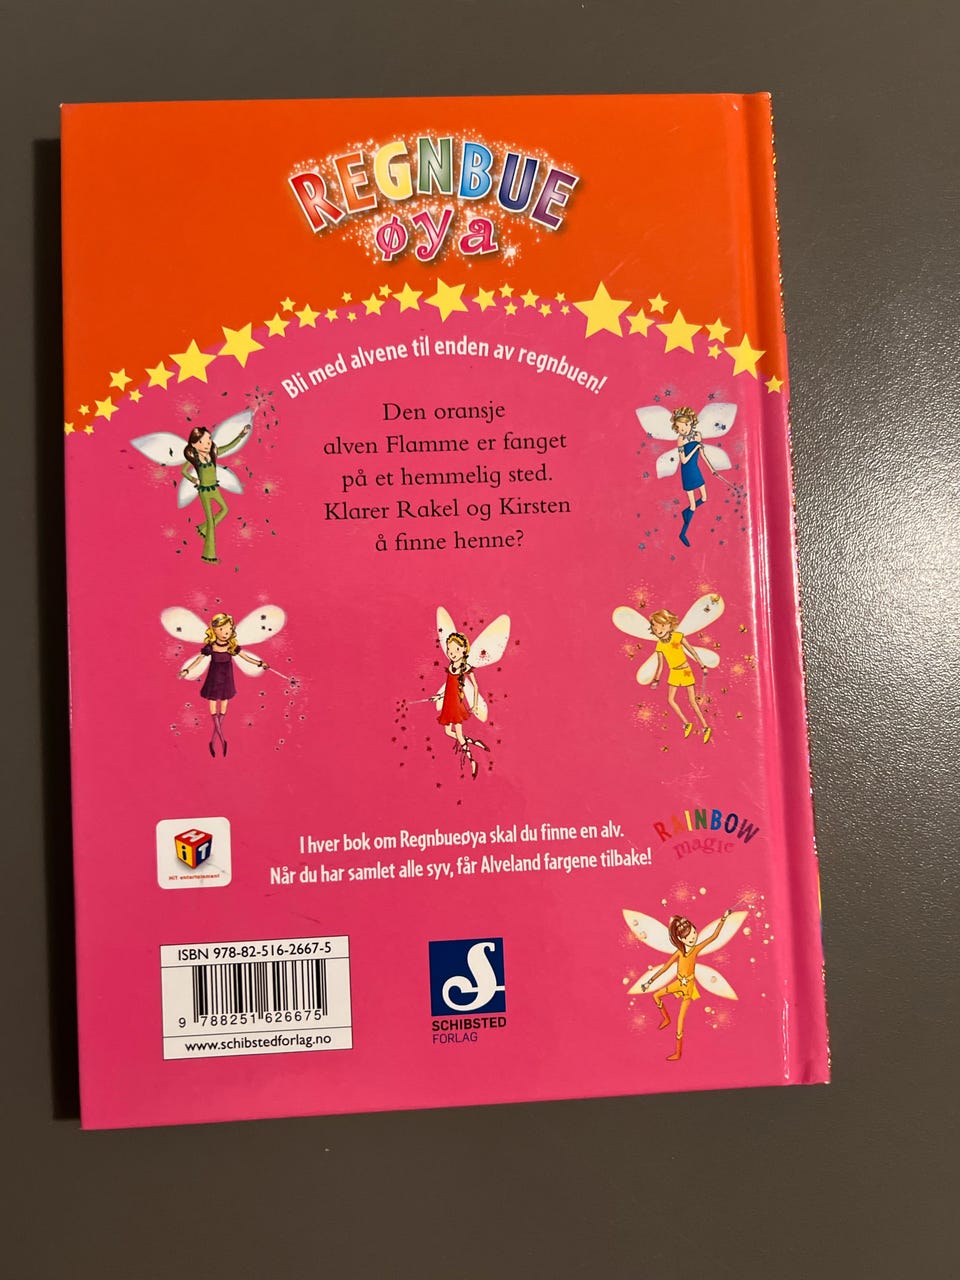 REGNBUE
øya
Bli med alvene til enden av regnbuen!
Den oransje
alven Flamme er fanget
på et hemmelig sted.
Klarer Rakel og Kirsten
å finne henne?
HiT
HiT entertainment
I hver bok om Regnbueøya skal du finne en alv.
Når du har samlet alle syv, får Alveland fargene tilbake!
RAINBOW
magic
ISBN 978-82-516-2667-5
9 788251 626675
www.schibstedforlag.no
S
SCHIBSTED
FORLAG